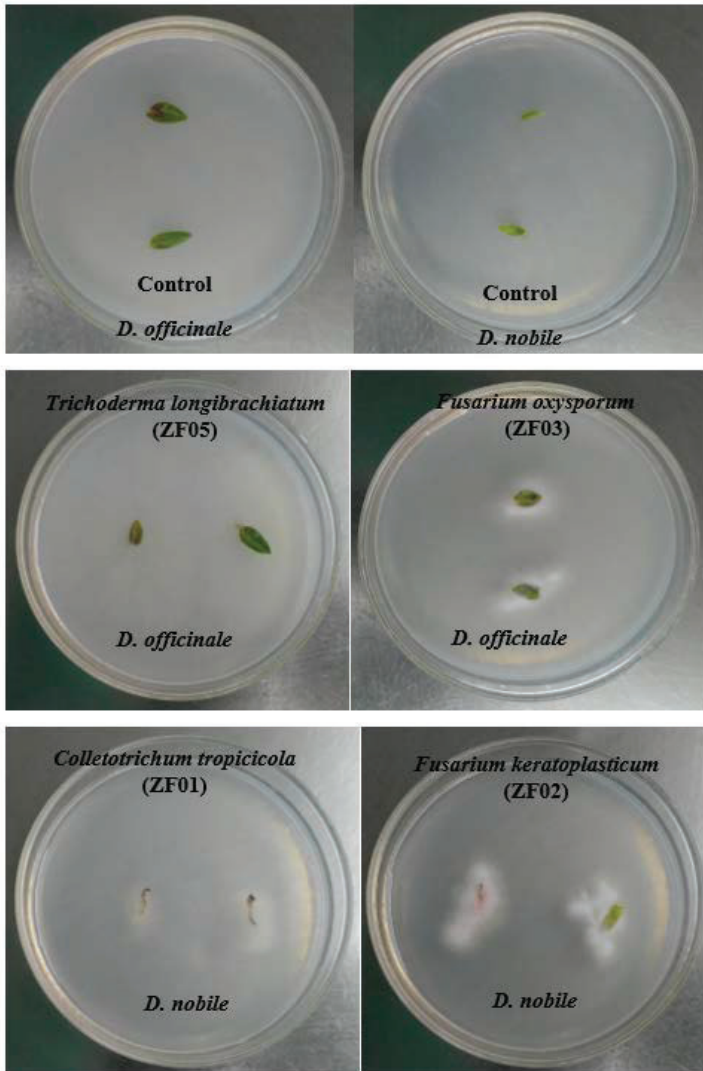 Control
D. officinale
Control
D. nobile
Trichoderma longibrachiatum
(ZF05)
D. officinale
Fusarium oxysporum
(ZF03)
D. officinale
Colletotrichum tropicicola
(ZF01)
D. nobile
Fusarium keratoplasticum
(ZF02)
D. nobile